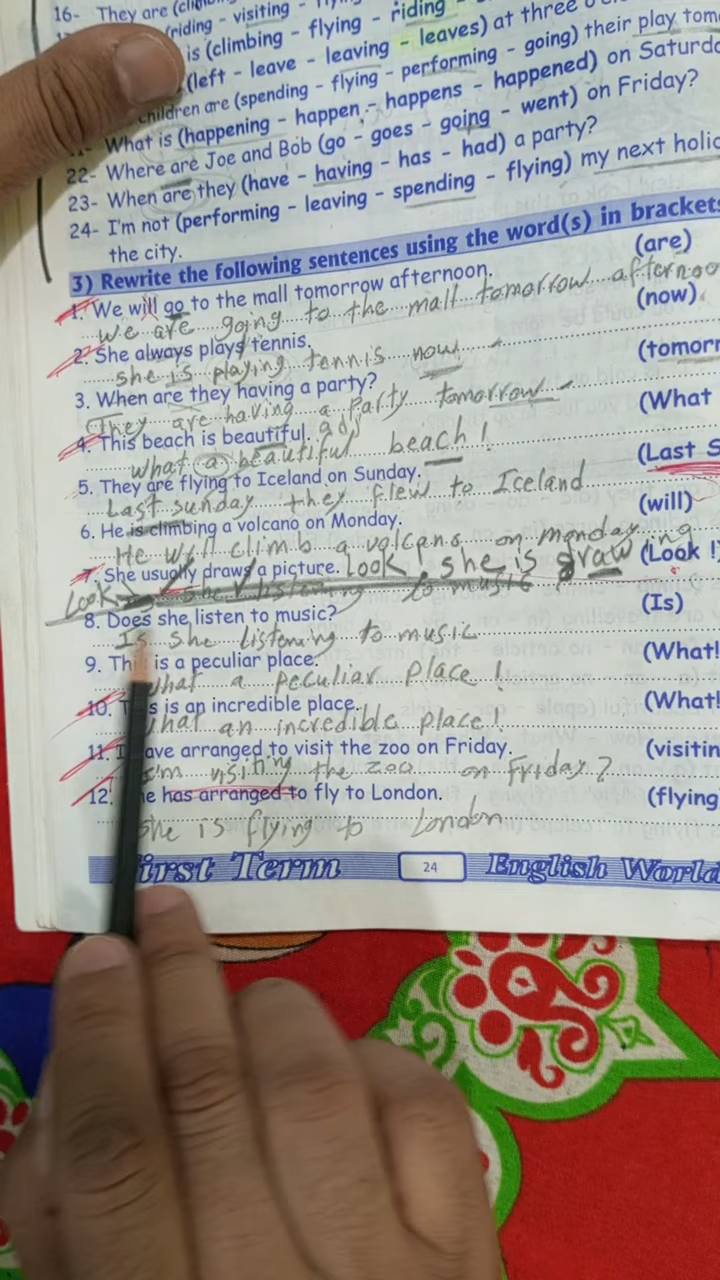 16- They are
(riding - visiting -
is (climbing - flying - riding
(left - leave - leaving - leaves) at three o
children are (spending - flying - performing - going) their play tom
What is (happening - happen - happens - happened) on Saturda
22- Where are Joe and Bob (go - goes - going - went) on Friday?
23- When are they (have - having - has - had) a party?
24- I'm not (performing - leaving - spending - flying) my next holid
the city.
3) Rewrite the following sentences using the word(s) in brackets
1. We will go to the mall tomorrow afternoon. (are)
we are going to the mall tomorrow afternoo
2. She always plays tennis. (now)
she is playing tennis now
3. When are they having a party? (tomorr
They are having a Party tomorrow
4. This beach is beautiful. adj (What
what a beautiful beach!
5. They are flying to Iceland on Sunday. (Last S
Last sunday they flew to Iceland
6. He is climbing a volcano on Monday. (will)
He will climb a volcano on monday
7. She usually draws a picture. Look! she is draw ing (Look !)
Look
to music
8. Does she listen to music? (Is)
Is she listening to music
9. This is a peculiar place. (What!
what a peculiar place!
10. This is an incredible place. (What!
what an incredible place!
11. I have arranged to visit the zoo on Friday. (visitin
I'm visiting the zoo on Friday?
12. She has arranged to fly to London. (flying
She is flying to London
First Term 24 English World